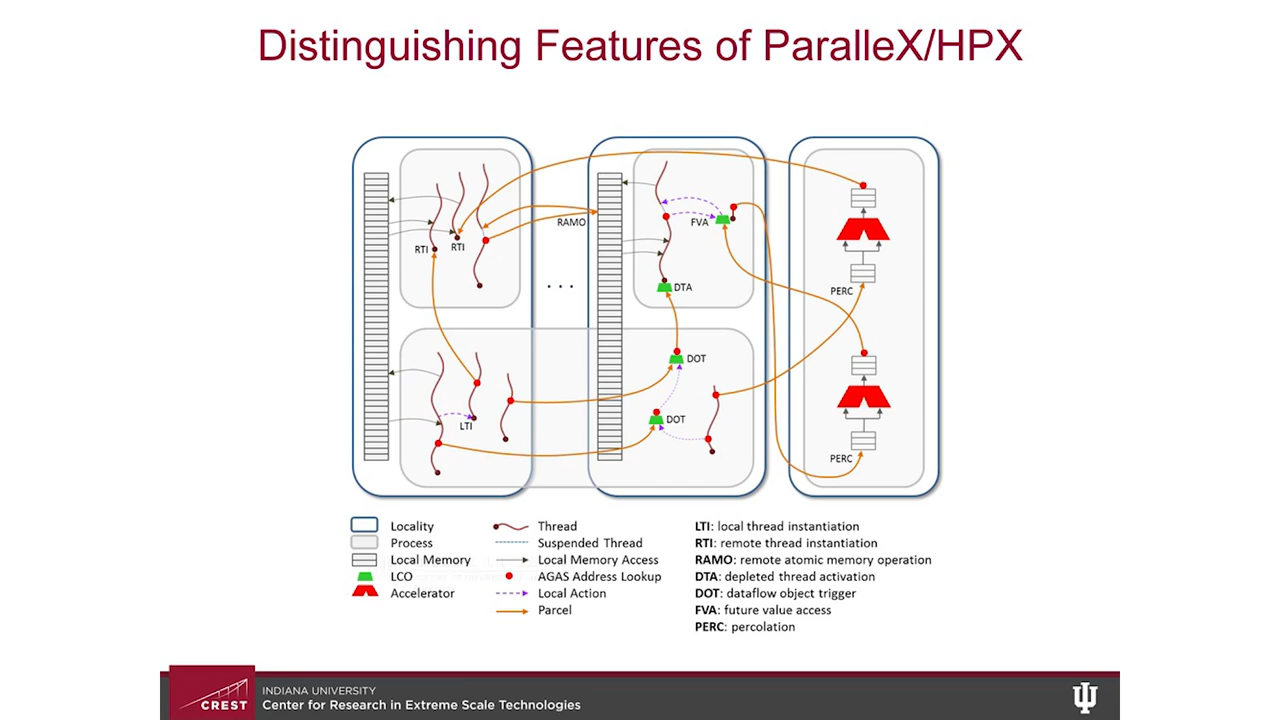 Distinguishing Features of ParalleX/HPX
RTI
RTI
RAMO
. . .
FVA
DTA
PERC
DOT
LTI
DOT
PERC
Locality
Process
Local Memory
LCO
Accelerator
Thread
Suspended Thread
Local Memory Access
AGAS Address Lookup
Local Action
Parcel
LTI: local thread instantiation
RTI: remote thread instantiation
RAMO: remote atomic memory operation
DTA: depleted thread activation
DOT: dataflow object trigger
FVA: future value access
PERC: percolation
CREST
INDIANA UNIVERSITY
Center for Research in Extreme Scale Technologies